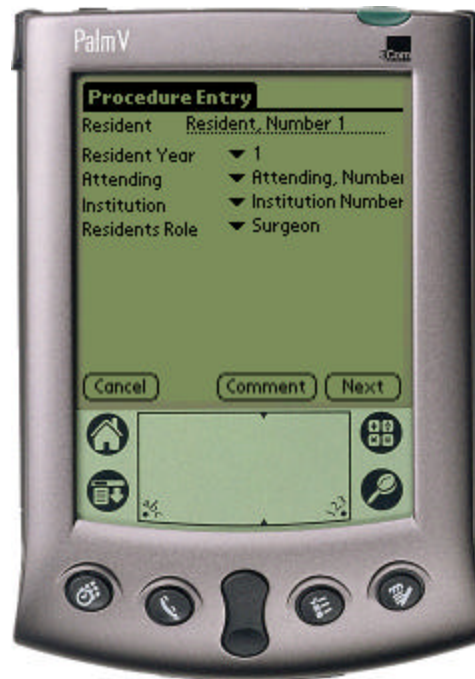 PalmV
3Com
Procedure Entry
Resident Resident, Number 1
Resident Year 1
Attending Attending, Number
Institution Institution Number
Residents Role Surgeon
Cancel Comment Next